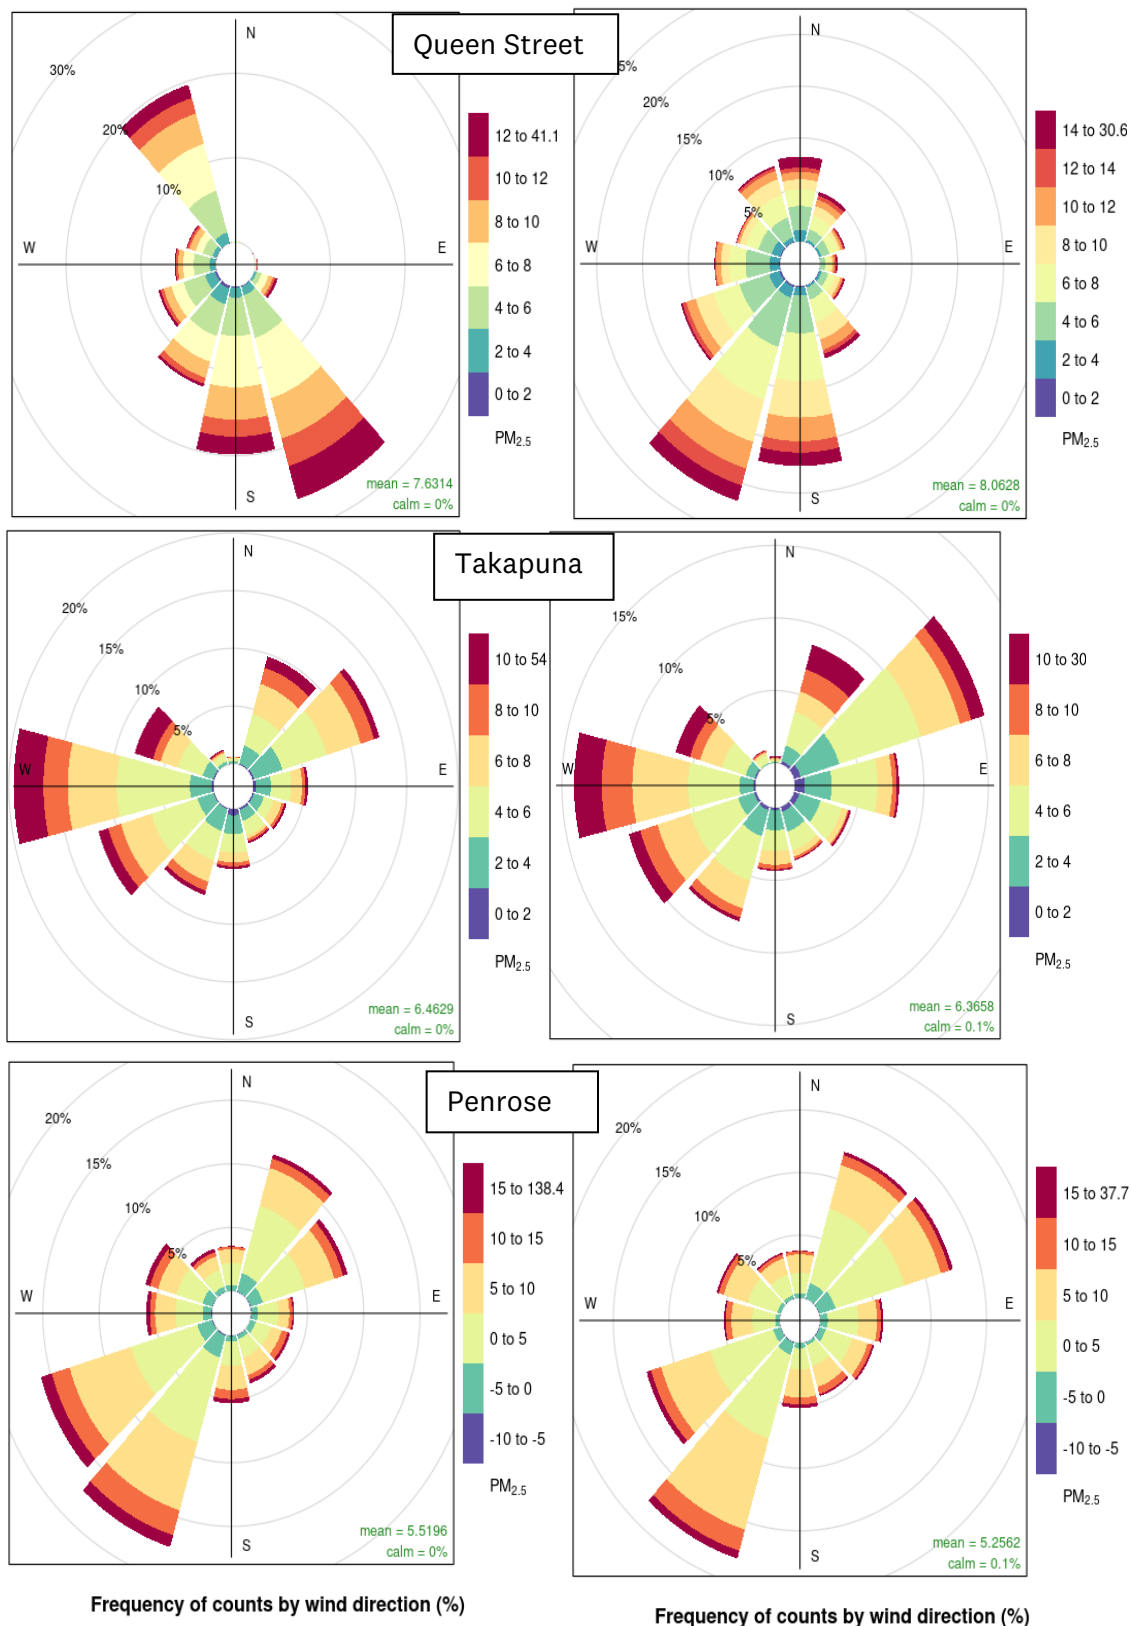 Queen Street
N
30%
20%
10%
W
E
S
mean = 7.6314
calm = 0%
12 to 41.1
10 to 12
8 to 10
6 to 8
4 to 6
2 to 4
0 to 2
PM2.5
N
5%
20%
15%
10%
5%
W
E
S
mean = 8.0628
calm = 0%
14 to 30.6
12 to 14
10 to 12
8 to 10
6 to 8
4 to 6
2 to 4
0 to 2
PM2.5
Takapuna
N
20%
15%
10%
5%
W
E
S
mean = 6.4629
calm = 0%
10 to 54
8 to 10
6 to 8
4 to 6
2 to 4
0 to 2
PM2.5
N
15%
10%
5%
W
E
S
mean = 6.3658
calm = 0.1%
10 to 30
8 to 10
6 to 8
4 to 6
2 to 4
0 to 2
PM2.5
Penrose
N
20%
15%
10%
5%
W
E
S
mean = 5.5196
calm = 0%
15 to 138.4
10 to 15
5 to 10
0 to 5
-5 to 0
-10 to -5
PM2.5
N
20%
15%
10%
5%
W
E
S
mean = 5.2562
calm = 0.1%
15 to 37.7
10 to 15
5 to 10
0 to 5
-5 to 0
-10 to -5
PM2.5
Frequency of counts by wind direction (%)
Frequency of counts by wind direction (%)